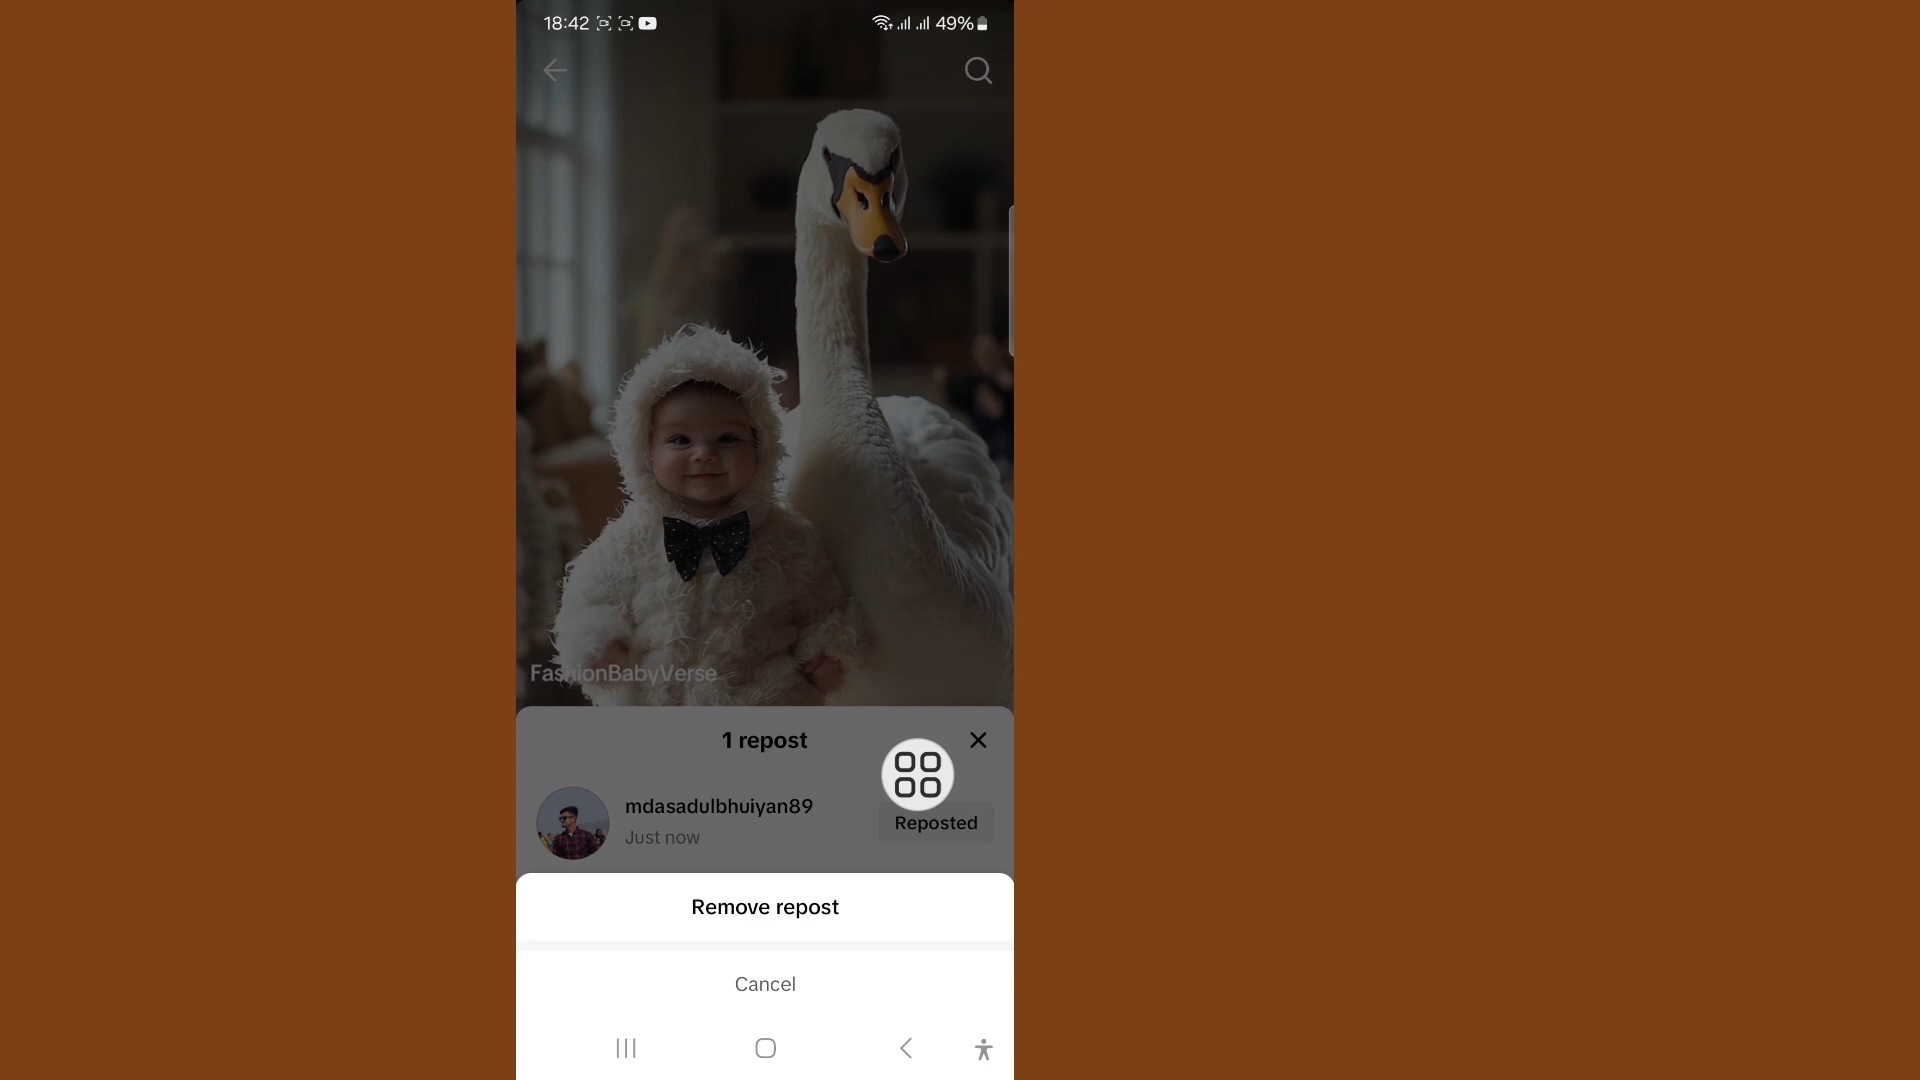 18:42
49%
FashionBabyVerse
1 repost
mdasadulbhuiyan89
Just now
Reposted
Remove repost
Cancel